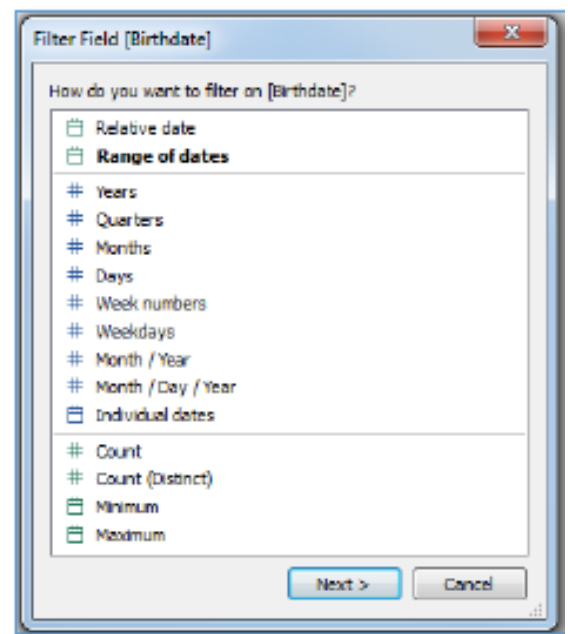 Filter Field [Birthdate]
How do you want to filter on [Birthdate]?
Relative date
Range of dates
Years
Quarters
Months
Days
Week numbers
Weekdays
Month / Year
Month / Day / Year
Individual dates
Count
Count (Distinct)
Minimum
Maximum
Next > Cancel